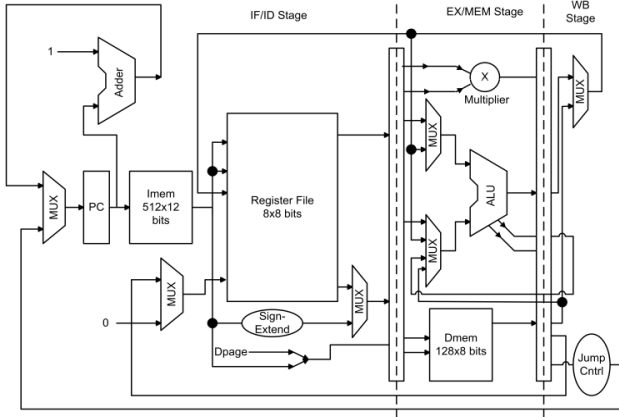 IF/ID Stage
EX/MEM Stage
WB
Stage
1
Adder
X
Multiplier
MUX
MUX
MUX
PC
Imem
512x12
bits
Register File
8x8 bits
ALU
MUX
MUX
MUX
0
Sign-
Extend
Dpage
Dmem
128x8 bits
Jump
Cntrl